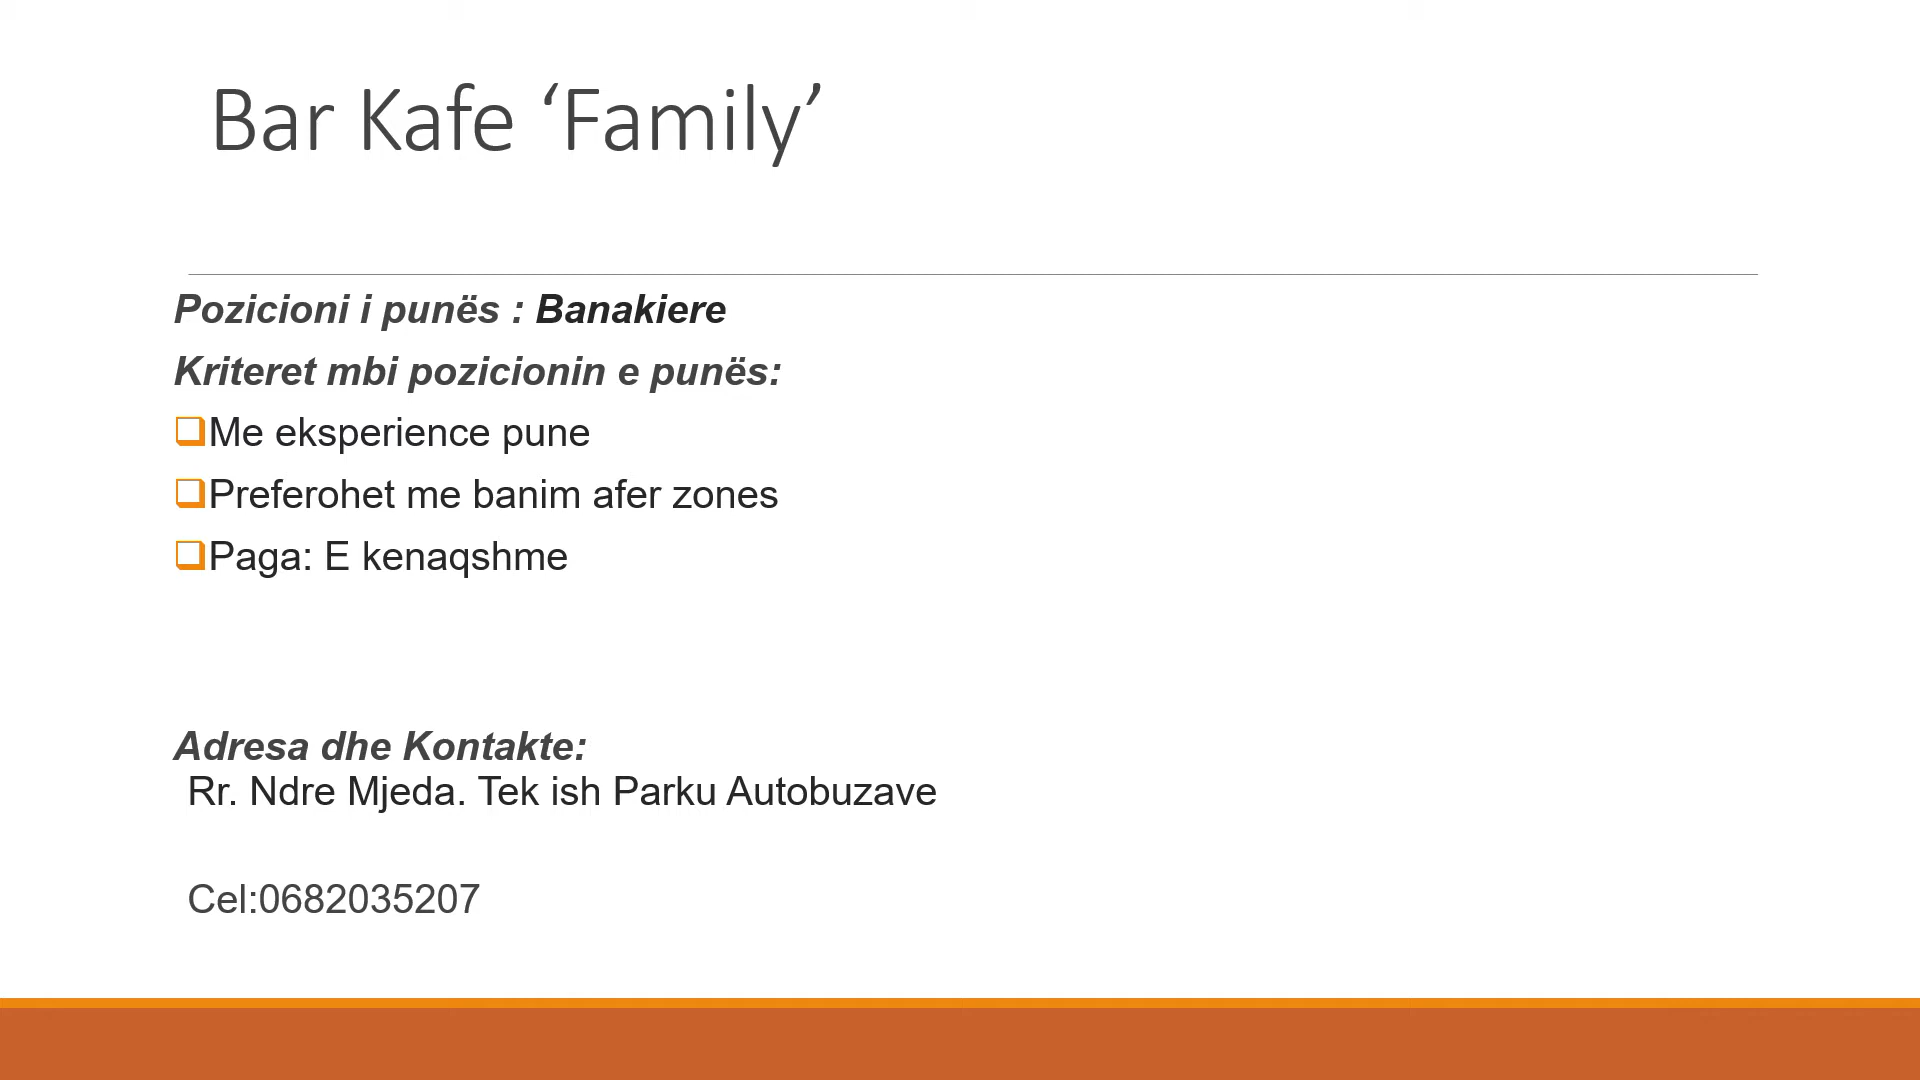 Bar Kafe ‘Family’
Pozicioni i punës : Banakiere
Kriteret mbi pozicionin e punës:
Me eksperience pune
Preferohet me banim afer zones
Paga: E kenaqshme
Adresa dhe Kontakte:
Rr. Ndre Mjeda. Tek ish Parku Autobuzave
Cel:0682035207